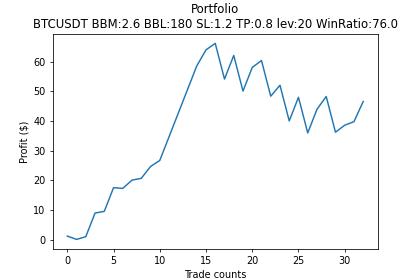 Portfolio
BTCUSDT BBM:2.6 BBL:180 SL:1.2 TP:0.8 lev:20 WinRatio:76.0
60
50
40
30
20
10
0
Profit ($)
0 5 10 15 20 25 30
Trade counts